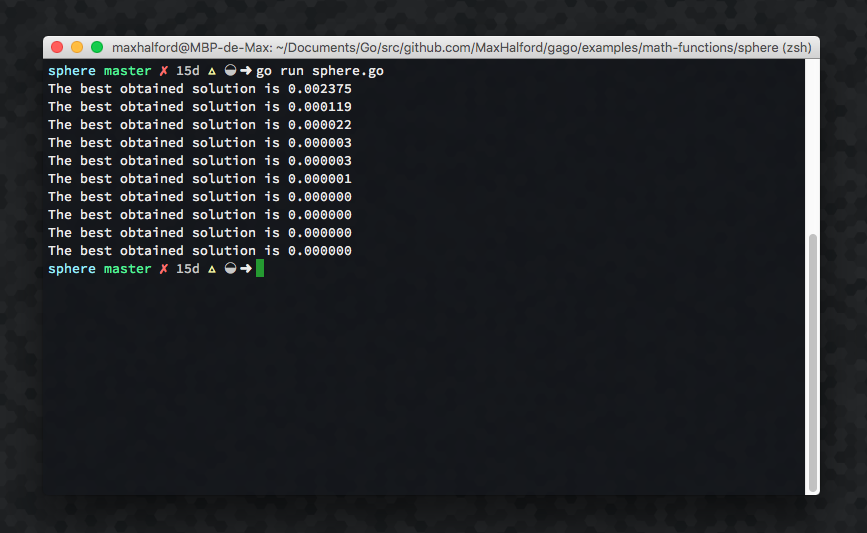 maxhalford@MBP-de-Max: ~/Documents/Go/src/github.com/MaxHalford/gago/examples/math-functions/sphere (zsh)
sphere master ✗ 15d ▵ ◒ ➜ go run sphere.go
The best obtained solution is 0.002375
The best obtained solution is 0.000119
The best obtained solution is 0.000022
The best obtained solution is 0.000003
The best obtained solution is 0.000003
The best obtained solution is 0.000001
The best obtained solution is 0.000000
The best obtained solution is 0.000000
The best obtained solution is 0.000000
The best obtained solution is 0.000000
sphere master ✗ 15d ▵ ◒ ➜